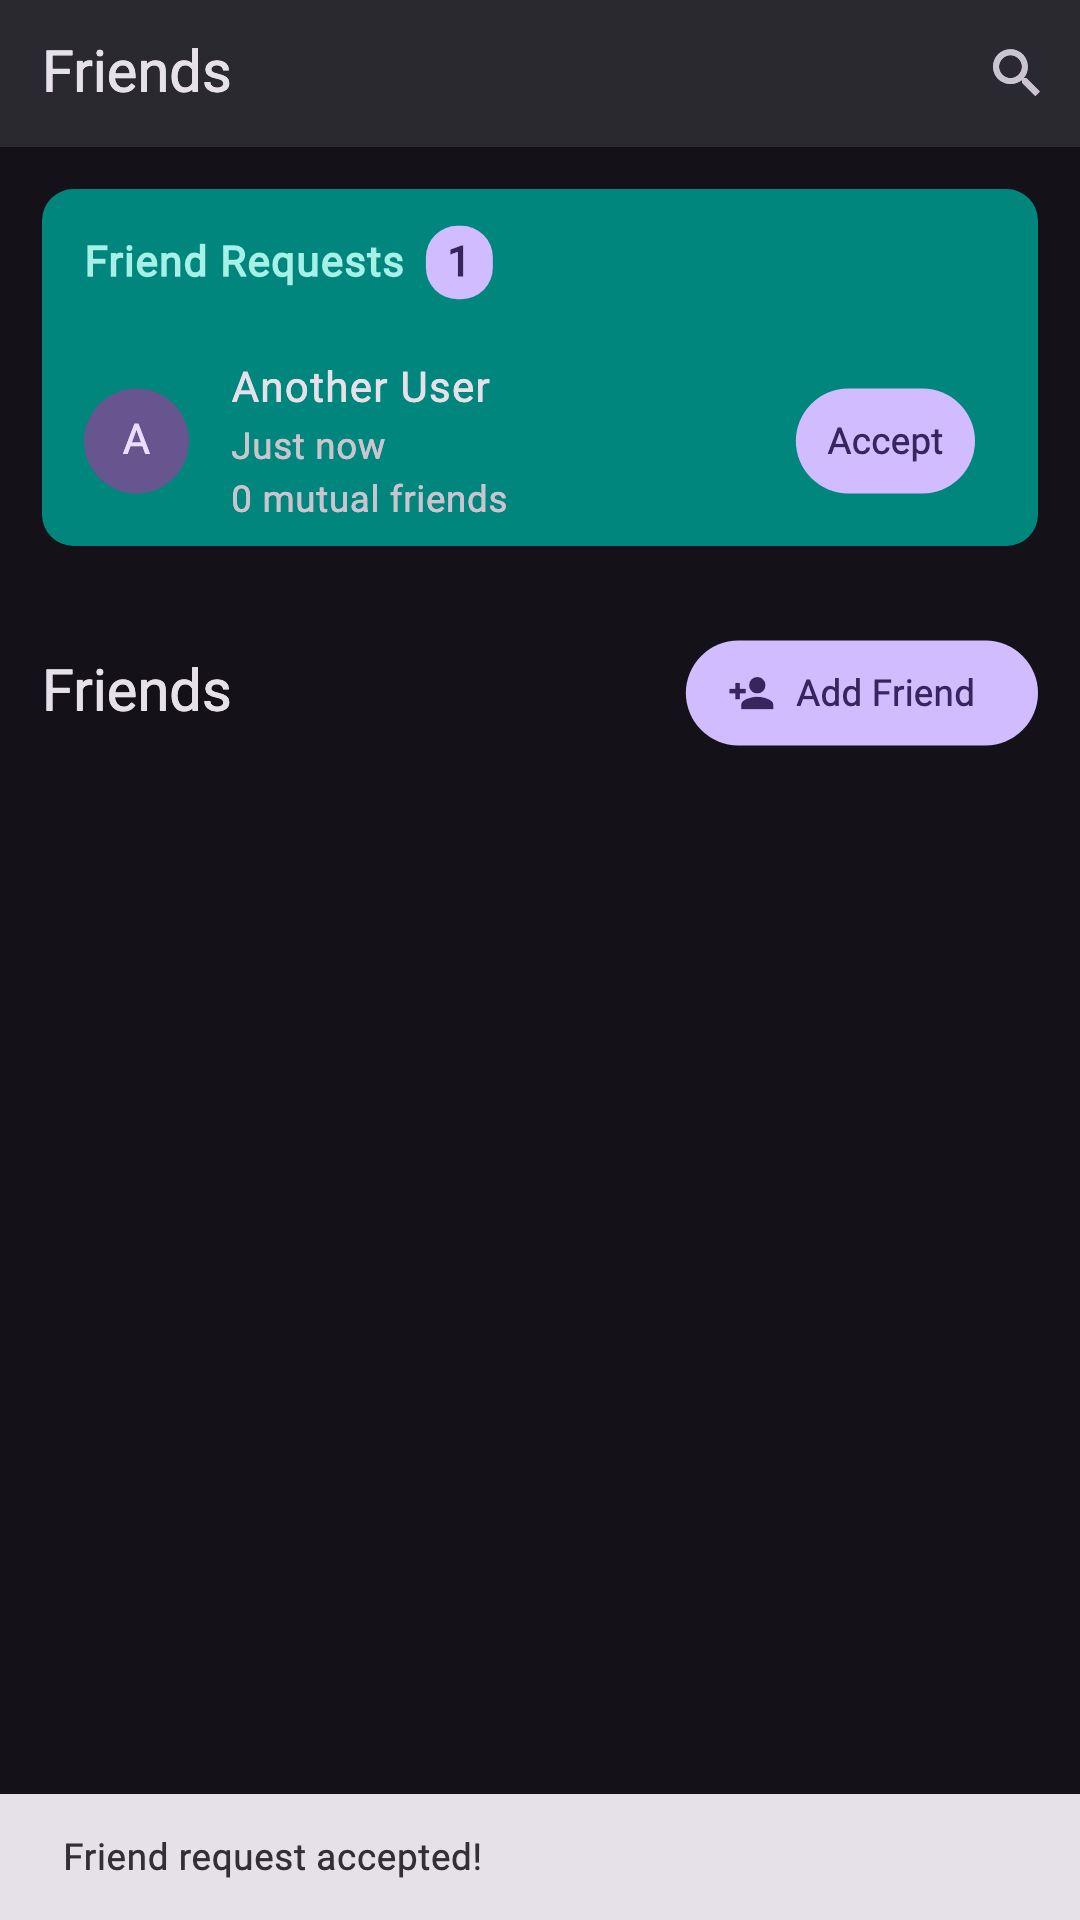 Friends
Friend Requests 1
Another User
A
Just now
Accept
0 mutual friends
Friends
Add Friend
Friend request accepted!